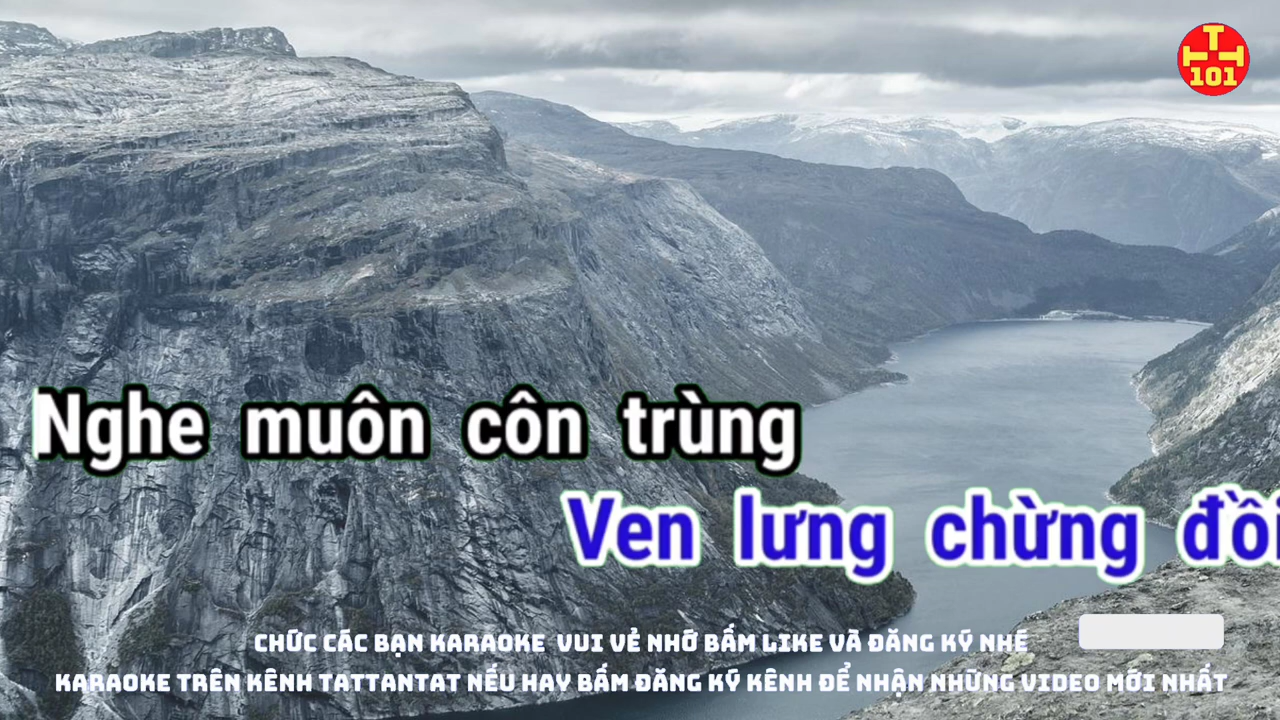 T
TT
101
Nghe muôn côn trùng
Ven lưng chừng đồi
CHÚC CÁC BẠN KARAOKE VUI VẺ NHỚ BẤM LIKE VÀ ĐĂNG KÝ NHÉ
KARAOKE TRÊN KÊNH TATTANTAT NẾU HAY BẤM ĐĂNG KÝ KÊNH ĐỂ NHẬN NHỮNG VIDEO MỚI NHẤT